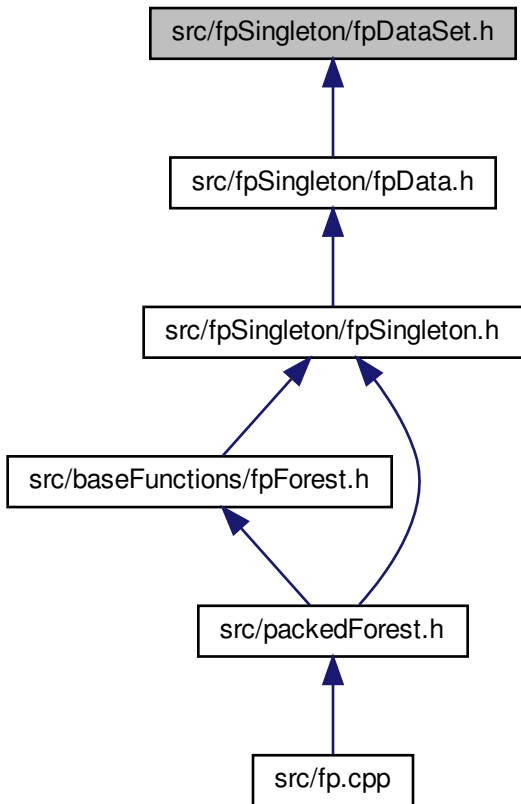 src/fpSingleton/fpDataSet.h
src/fpSingleton/fpData.h
src/fpSingleton/fpSingleton.h
src/baseFunctions/fpForest.h
src/packedForest.h
src/fp.cpp